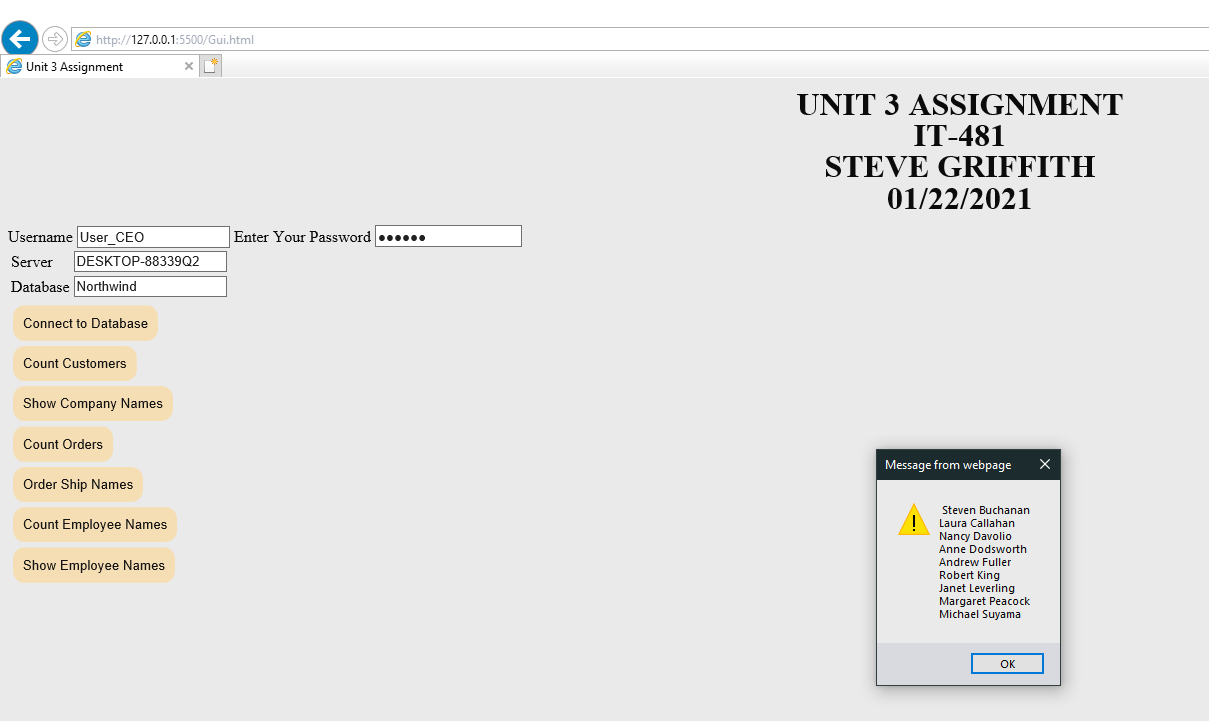 http://127.0.0.1:5500/Gui.html
Unit 3 Assignment
UNIT 3 ASSIGNMENT
IT-481
STEVE GRIFFITH
01/22/2021
Username User_CEO Enter Your Password ●●●●●●
Server DESKTOP-88339Q2
Database Northwind
Connect to Database
Count Customers
Show Company Names
Count Orders
Order Ship Names
Count Employee Names
Show Employee Names
Message from webpage
Steven Buchanan
Laura Callahan
Nancy Davolio
Anne Dodsworth
Andrew Fuller
Robert King
Janet Leverling
Margaret Peacock
Michael Suyama
OK